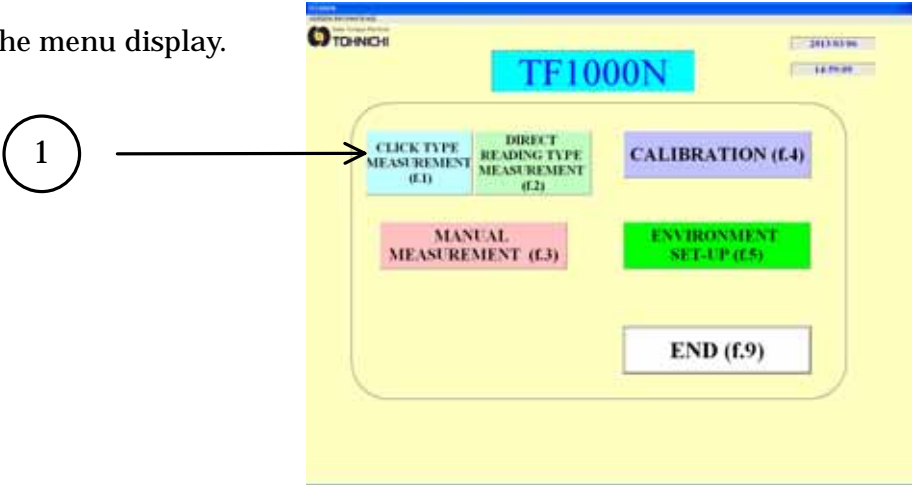 he menu display.
1
TOHNICHI
TF1000N
2013/03/06
CLICK TYPE
MEASUREMENT
(f.1)
DIRECT
READING TYPE
MEASUREMENT
(f.2)
CALIBRATION (f.4)
MANUAL
MEASUREMENT (f.3)
ENVIRONMENT
SET-UP (f.5)
END (f.9)